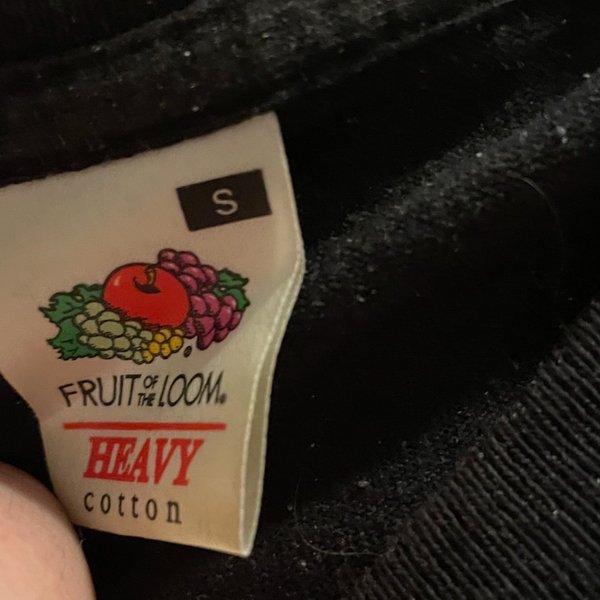 S
FRUIT OF THE LOOM®
HEAVY
cotton